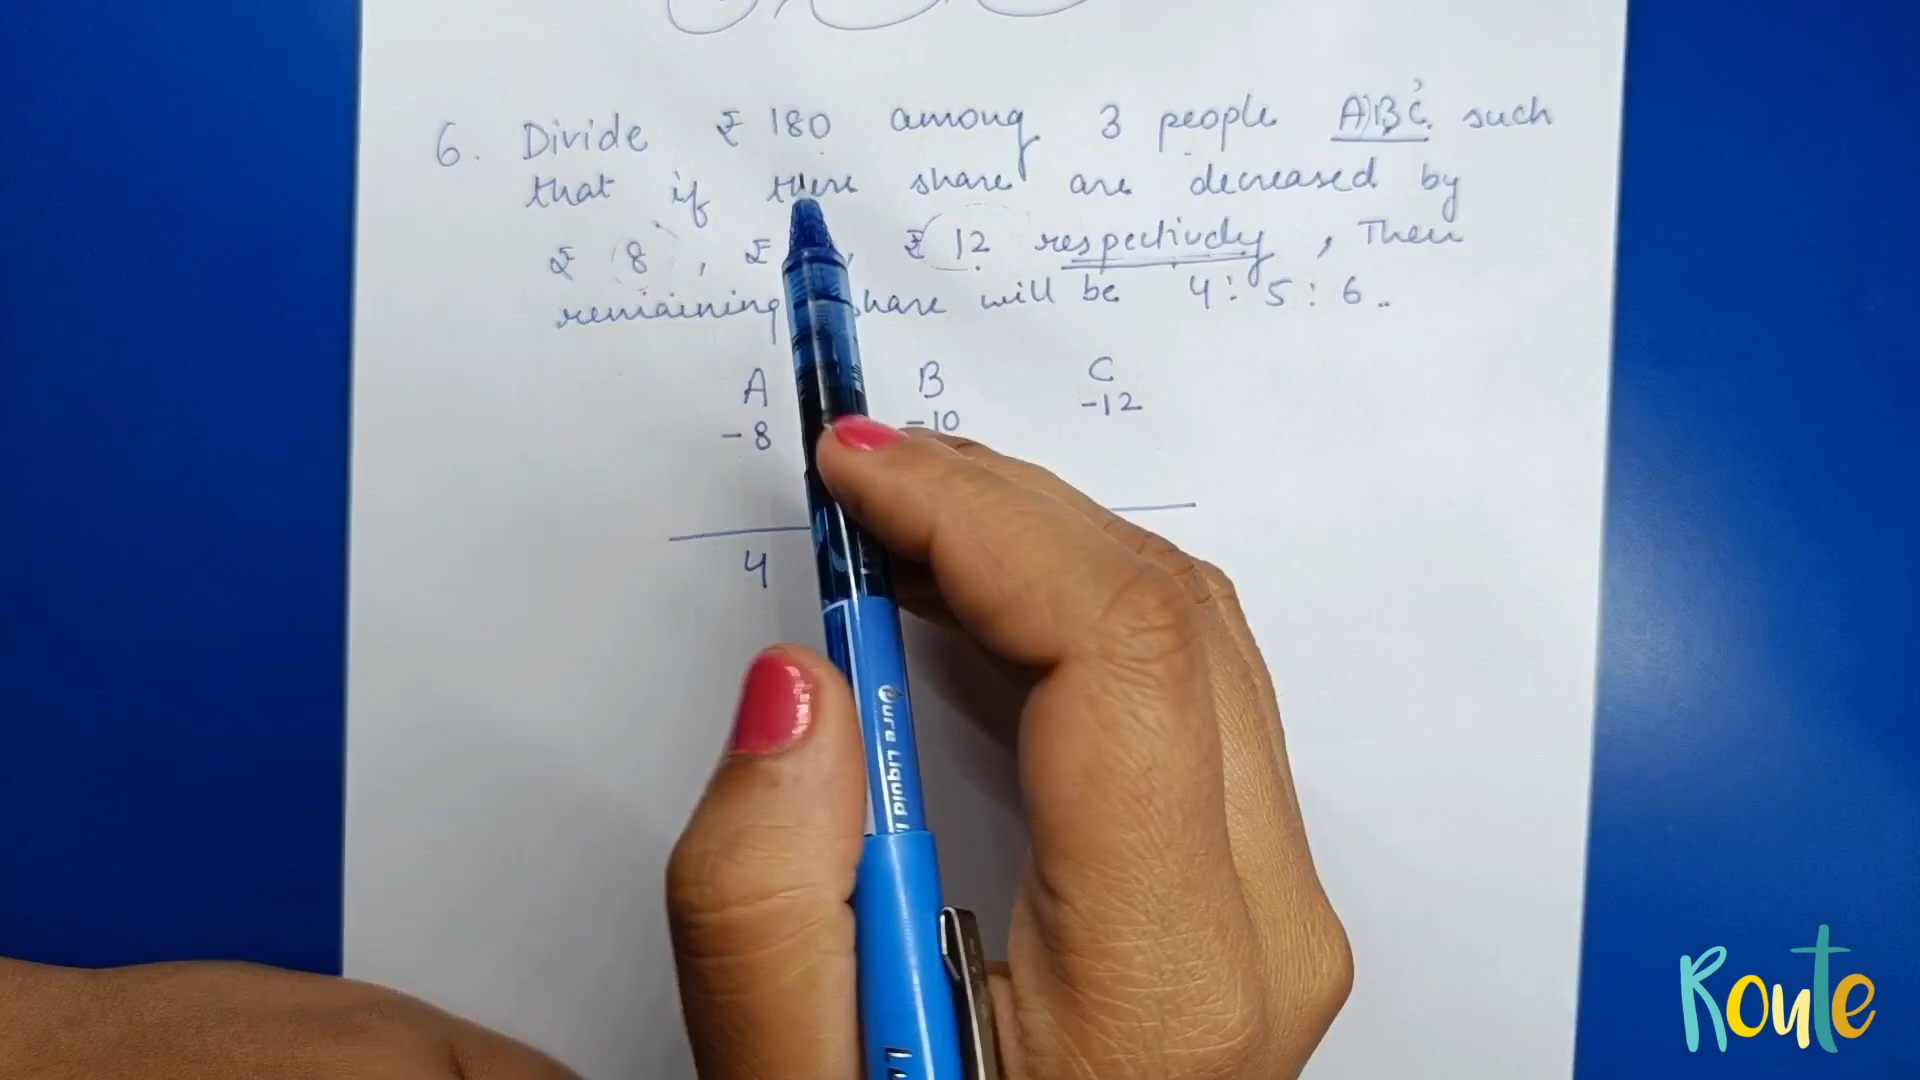 6. Divide ₹ 180 among 3 people A,B,C such
that if there share are decreased by
₹ 8, ₹ , ₹ 12 respectively, Then
remaining share will be 4:5:6..
A B C
-8 -10 -12
4
Pure Liquid
Route